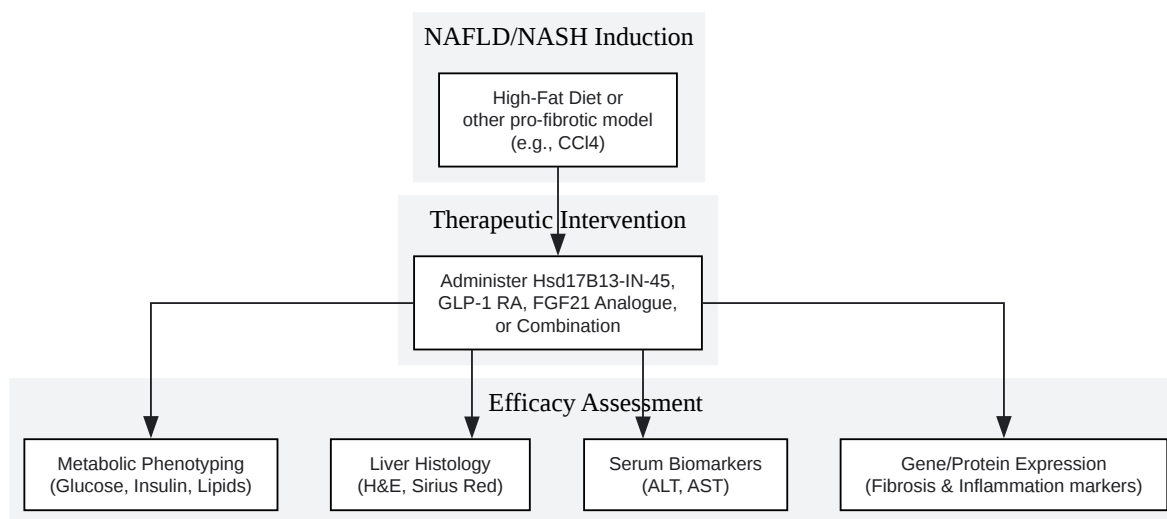 NAFLD/NASH Induction
High-Fat Diet or
other pro-fibrotic model
(e.g., CCl4)
Therapeutic Intervention
Administer Hsd17B13-IN-45,
GLP-1 RA, FGF21 Analogue,
or Combination
Efficacy Assessment
Metabolic Phenotyping
(Glucose, Insulin, Lipids)
Liver Histology
(H&E, Sirius Red)
Serum Biomarkers
(ALT, AST)
Gene/Protein Expression
(Fibrosis & Inflammation markers)